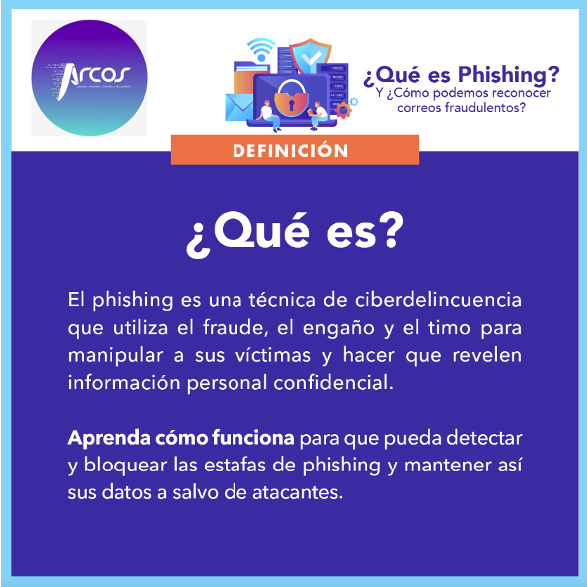 Arcos
¿Qué es Phishing?
Y ¿Cómo podemos reconocer
correos fraudulentos?
DEFINICIÓN
¿Qué es?
El phishing es una técnica de ciberdelincuencia
que utiliza el fraude, el engaño y el timo para
manipular a sus víctimas y hacer que revelen
información personal confidencial.
Aprenda cómo funciona para que pueda detectar
y bloquear las estafas de phishing y mantener así
sus datos a salvo de atacantes.